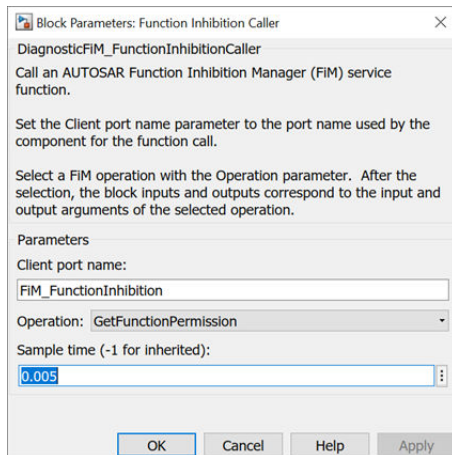 Block Parameters: Function Inhibition Caller
DiagnosticFiM_FunctionInhibitionCaller
Call an AUTOSAR Function Inhibition Manager (FiM) service
function.
Set the Client port name parameter to the port name used by the
component for the function call.
Select a FiM operation with the Operation parameter.  After the
selection, the block inputs and outputs correspond to the input and
output arguments of the selected operation.
Parameters
Client port name:
FiM_FunctionInhibition
Operation: GetFunctionPermission
Sample time (-1 for inherited):
0.005
OK Cancel Help Apply